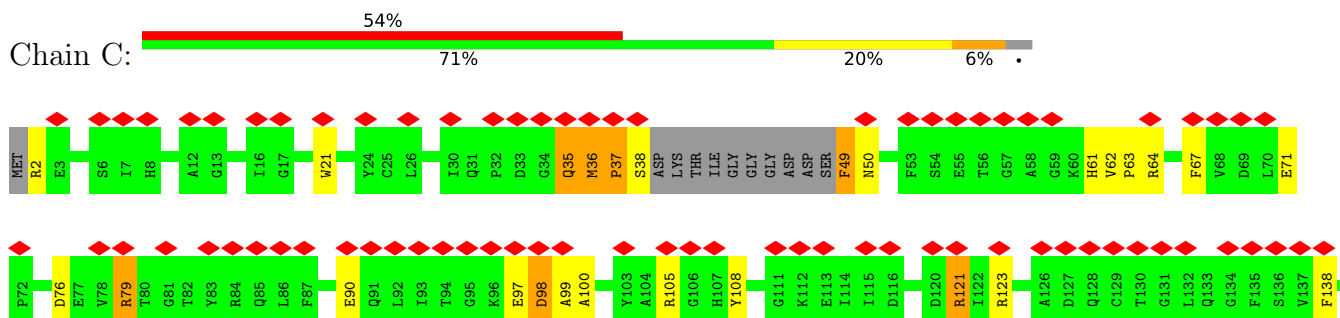 54%
Chain C:
71% 20% 6% •
MET R2 E3 S6 I7 H8 A12 G13 I16 G17 W21 Y24 C25 L26 I30 Q31 P32 D33 G34 Q35 M36 P37 S38 ASP LYS THR ILE GLY GLY GLY ASP ASP SER F49 N50 F53 S54 E55 T56 G57 A58 G59 K60 H61 V62 P63 R64 F67 V68 D69 L70 E71
P72 D76 E77 V78 R79 T80 G81 T82 Y83 R84 Q85 L86 F87 E90 Q91 L92 I93 T94 G95 K96 E97 D98 A99 A100 Y103 A104 R105 G106 H107 Y108 G111 K112 E113 I114 I115 D116 D120 R121 I122 R123 A126 D127 Q128 C129 T130 G131 L132 Q133 G134 F135 S136 V137 F138